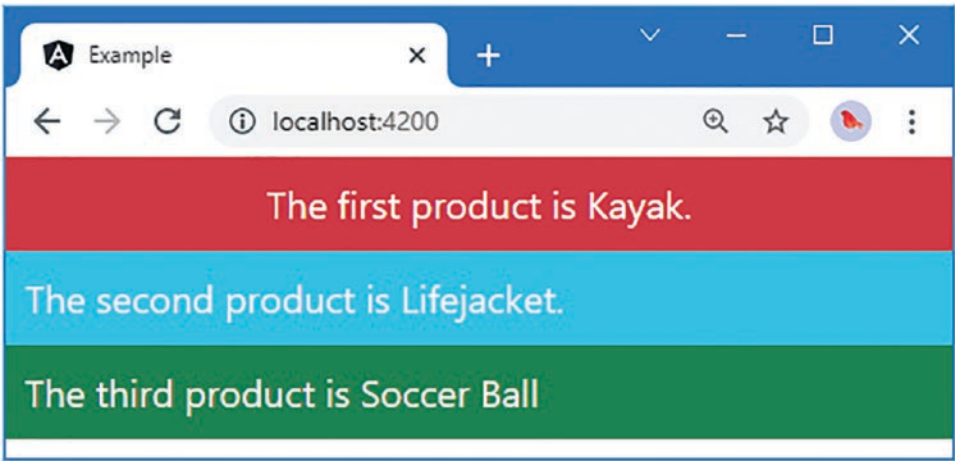 Example
localhost:4200
The first product is Kayak.
The second product is Lifejacket.
The third product is Soccer Ball